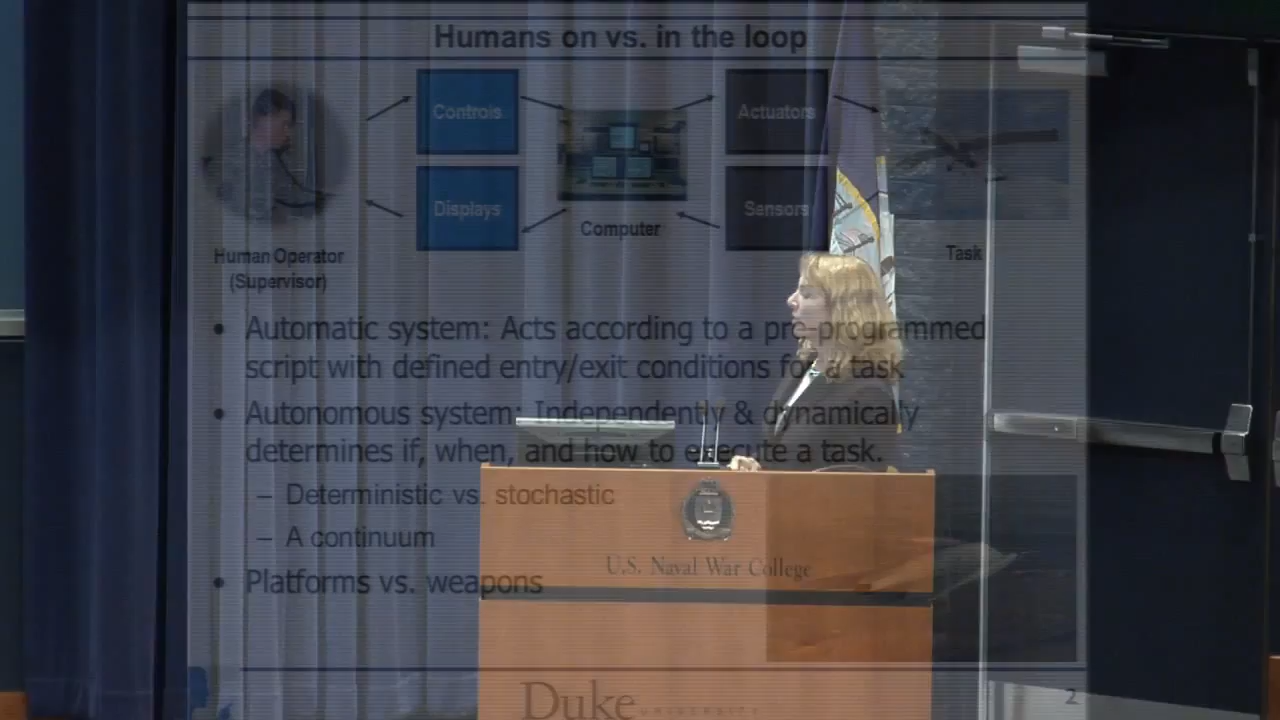 Humans on vs. in the loop
Controls
Actuators
Displays
Sensors
Computer
Human Operator
(Supervisor)
Task
• Automatic system: Acts according to a pre-programmed
script with defined entry/exit conditions for a task
• Autonomous system: Independently & dynamically
determines if, when, and how to execute a task.
– Deterministic vs. stochastic
– A continuum
• Platforms vs. weapons
U.S. Naval War College
Duke
UNIVERSITY
2